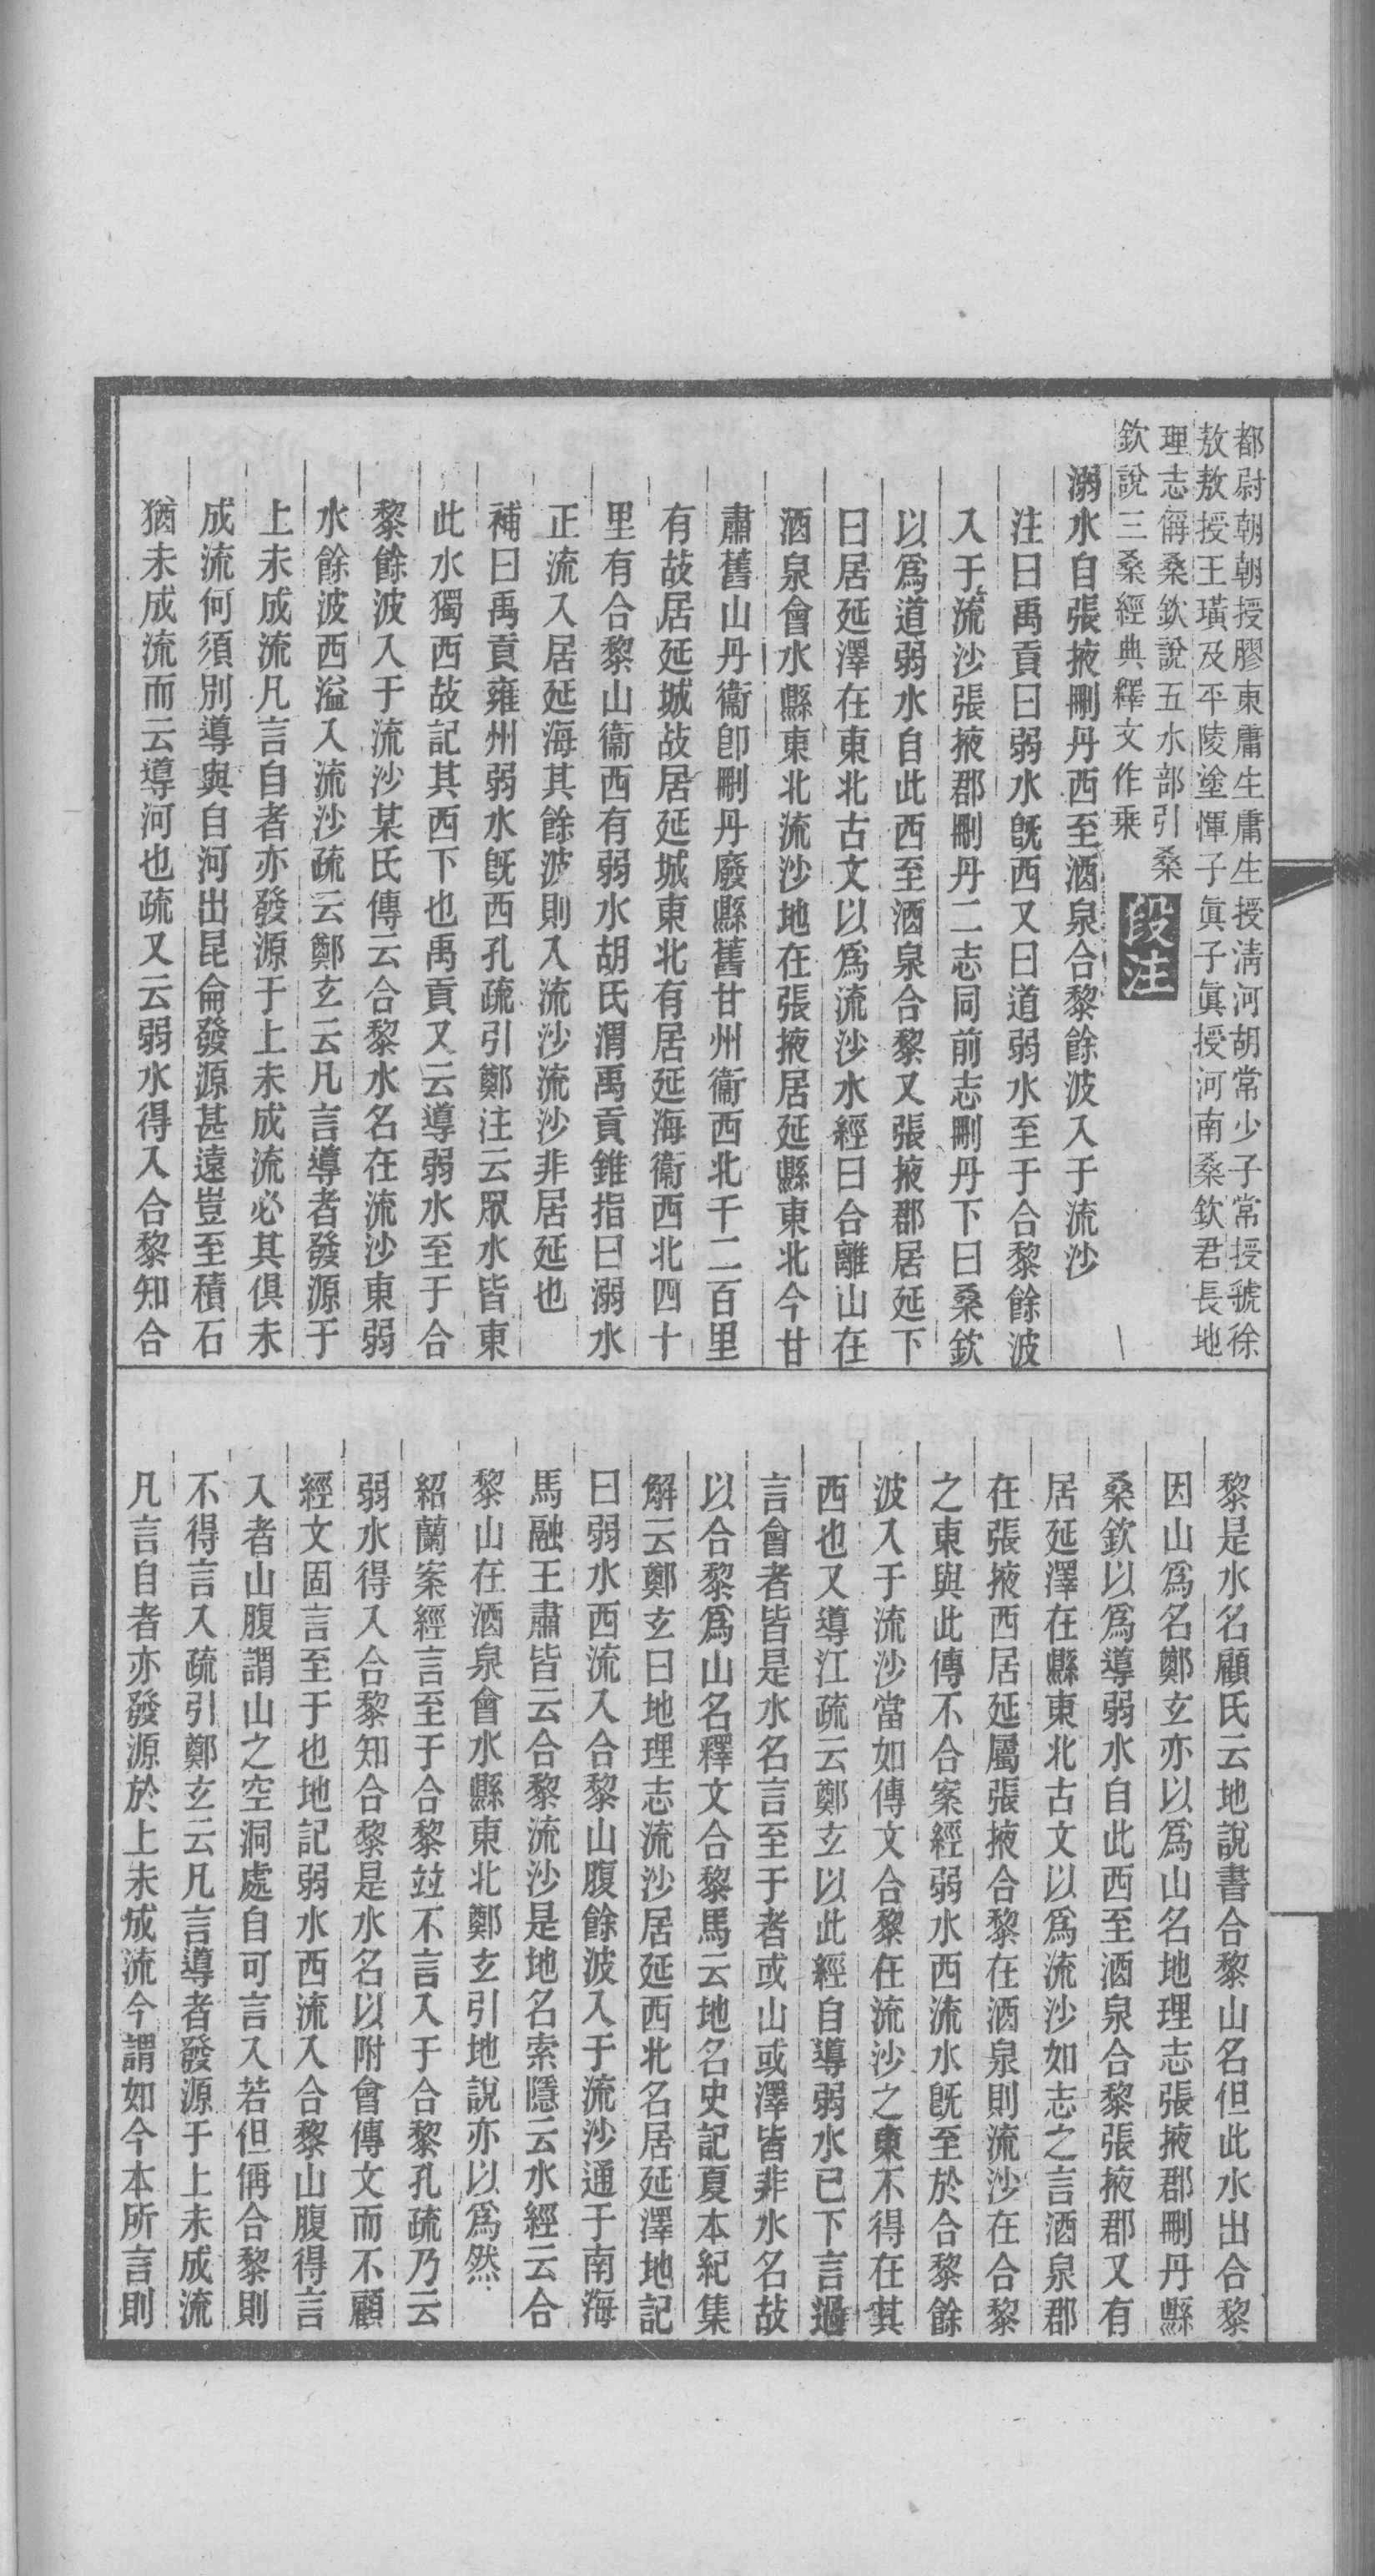 都尉朝朝授膠東庸生庸生授淸河胡常少子常授虢徐
敖敖授王璜及平陵塗惲子眞子眞授河南桑欽君長地
理志偁桑欽說五水部引桑
欽說三桑經典釋文作乘
段注
溺水自張掖刪丹西至酒泉合黎餘波入于流沙
注曰禹貢曰弱水旣西又曰道弱水至于合黎餘波
入于流沙張掖郡刪丹二志同前志刪丹下曰桑欽
以爲道弱水自此西至酒泉合黎又張掖郡居延下
曰居延澤在東北古文以爲流沙水經曰合離山在
酒泉會水縣東北流沙地在張掖居延縣東北今甘
肅舊山丹衞卽刪丹廢縣舊甘州衞西北千二百里
有故居延城故居延城東北有居延海衞西北四十
里有合黎山衞西有弱水胡氏渭禹貢錐指曰溺水
正流入居延海其餘波則入流沙流沙非居延也
補曰禹貢雍州弱水旣西孔疏引鄭注云眾水皆東
此水獨西故記其西下也禹貢又云導弱水至于合
黎餘波入于流沙某氏傳云合黎水名在流沙東弱
水餘波西溢入流沙疏云鄭玄云凡言導者發源于
上未成流凡言自者亦發源于上未成流必其俱未
成流何須別導與自河出昆侖發源甚遠豈至積石
猶未成流而云導河也疏又云弱水得入合黎知合
黎是水名顧氏云地說書合黎山名但此水出合黎
因山爲名鄭玄亦以爲山名地理志張掖郡刪丹縣
桑欽以爲導弱水自此西至酒泉合黎張掖郡又有
居延澤在縣東北古文以爲流沙如志之言酒泉郡
在張掖西居延屬張掖合黎在酒泉則流沙在合黎
之東與此傳不合案經弱水西流水旣至於合黎餘
波入于流沙當如傳文合黎在流沙之東不得在其
西也又導江疏云鄭玄以此經自導弱水已下言過
言會者皆是水名言至于者或山或澤皆非水名故
以合黎爲山名釋文合黎馬云地名史記夏本紀集
解云鄭玄曰地理志流沙居延西北名居延澤地記
曰弱水西流入合黎山腹餘波入于流沙通于南海
馬融王肅皆云合黎流沙是地名索隱云水經云合
黎山在酒泉會水縣東北鄭玄引地說亦以爲然
紹蘭案經言至于合黎竝不言入于合黎孔疏乃云
弱水得入合黎知合黎是水名以附會傳文而不顧
經文固言至于也地記弱水西流入合黎山腹得言
入者山腹謂山之空洞處自可言入若但偁合黎則
不得言入疏引鄭玄云凡言導者發源于上未成流
凡言自者亦發源於上未成流今謂如今本所言則